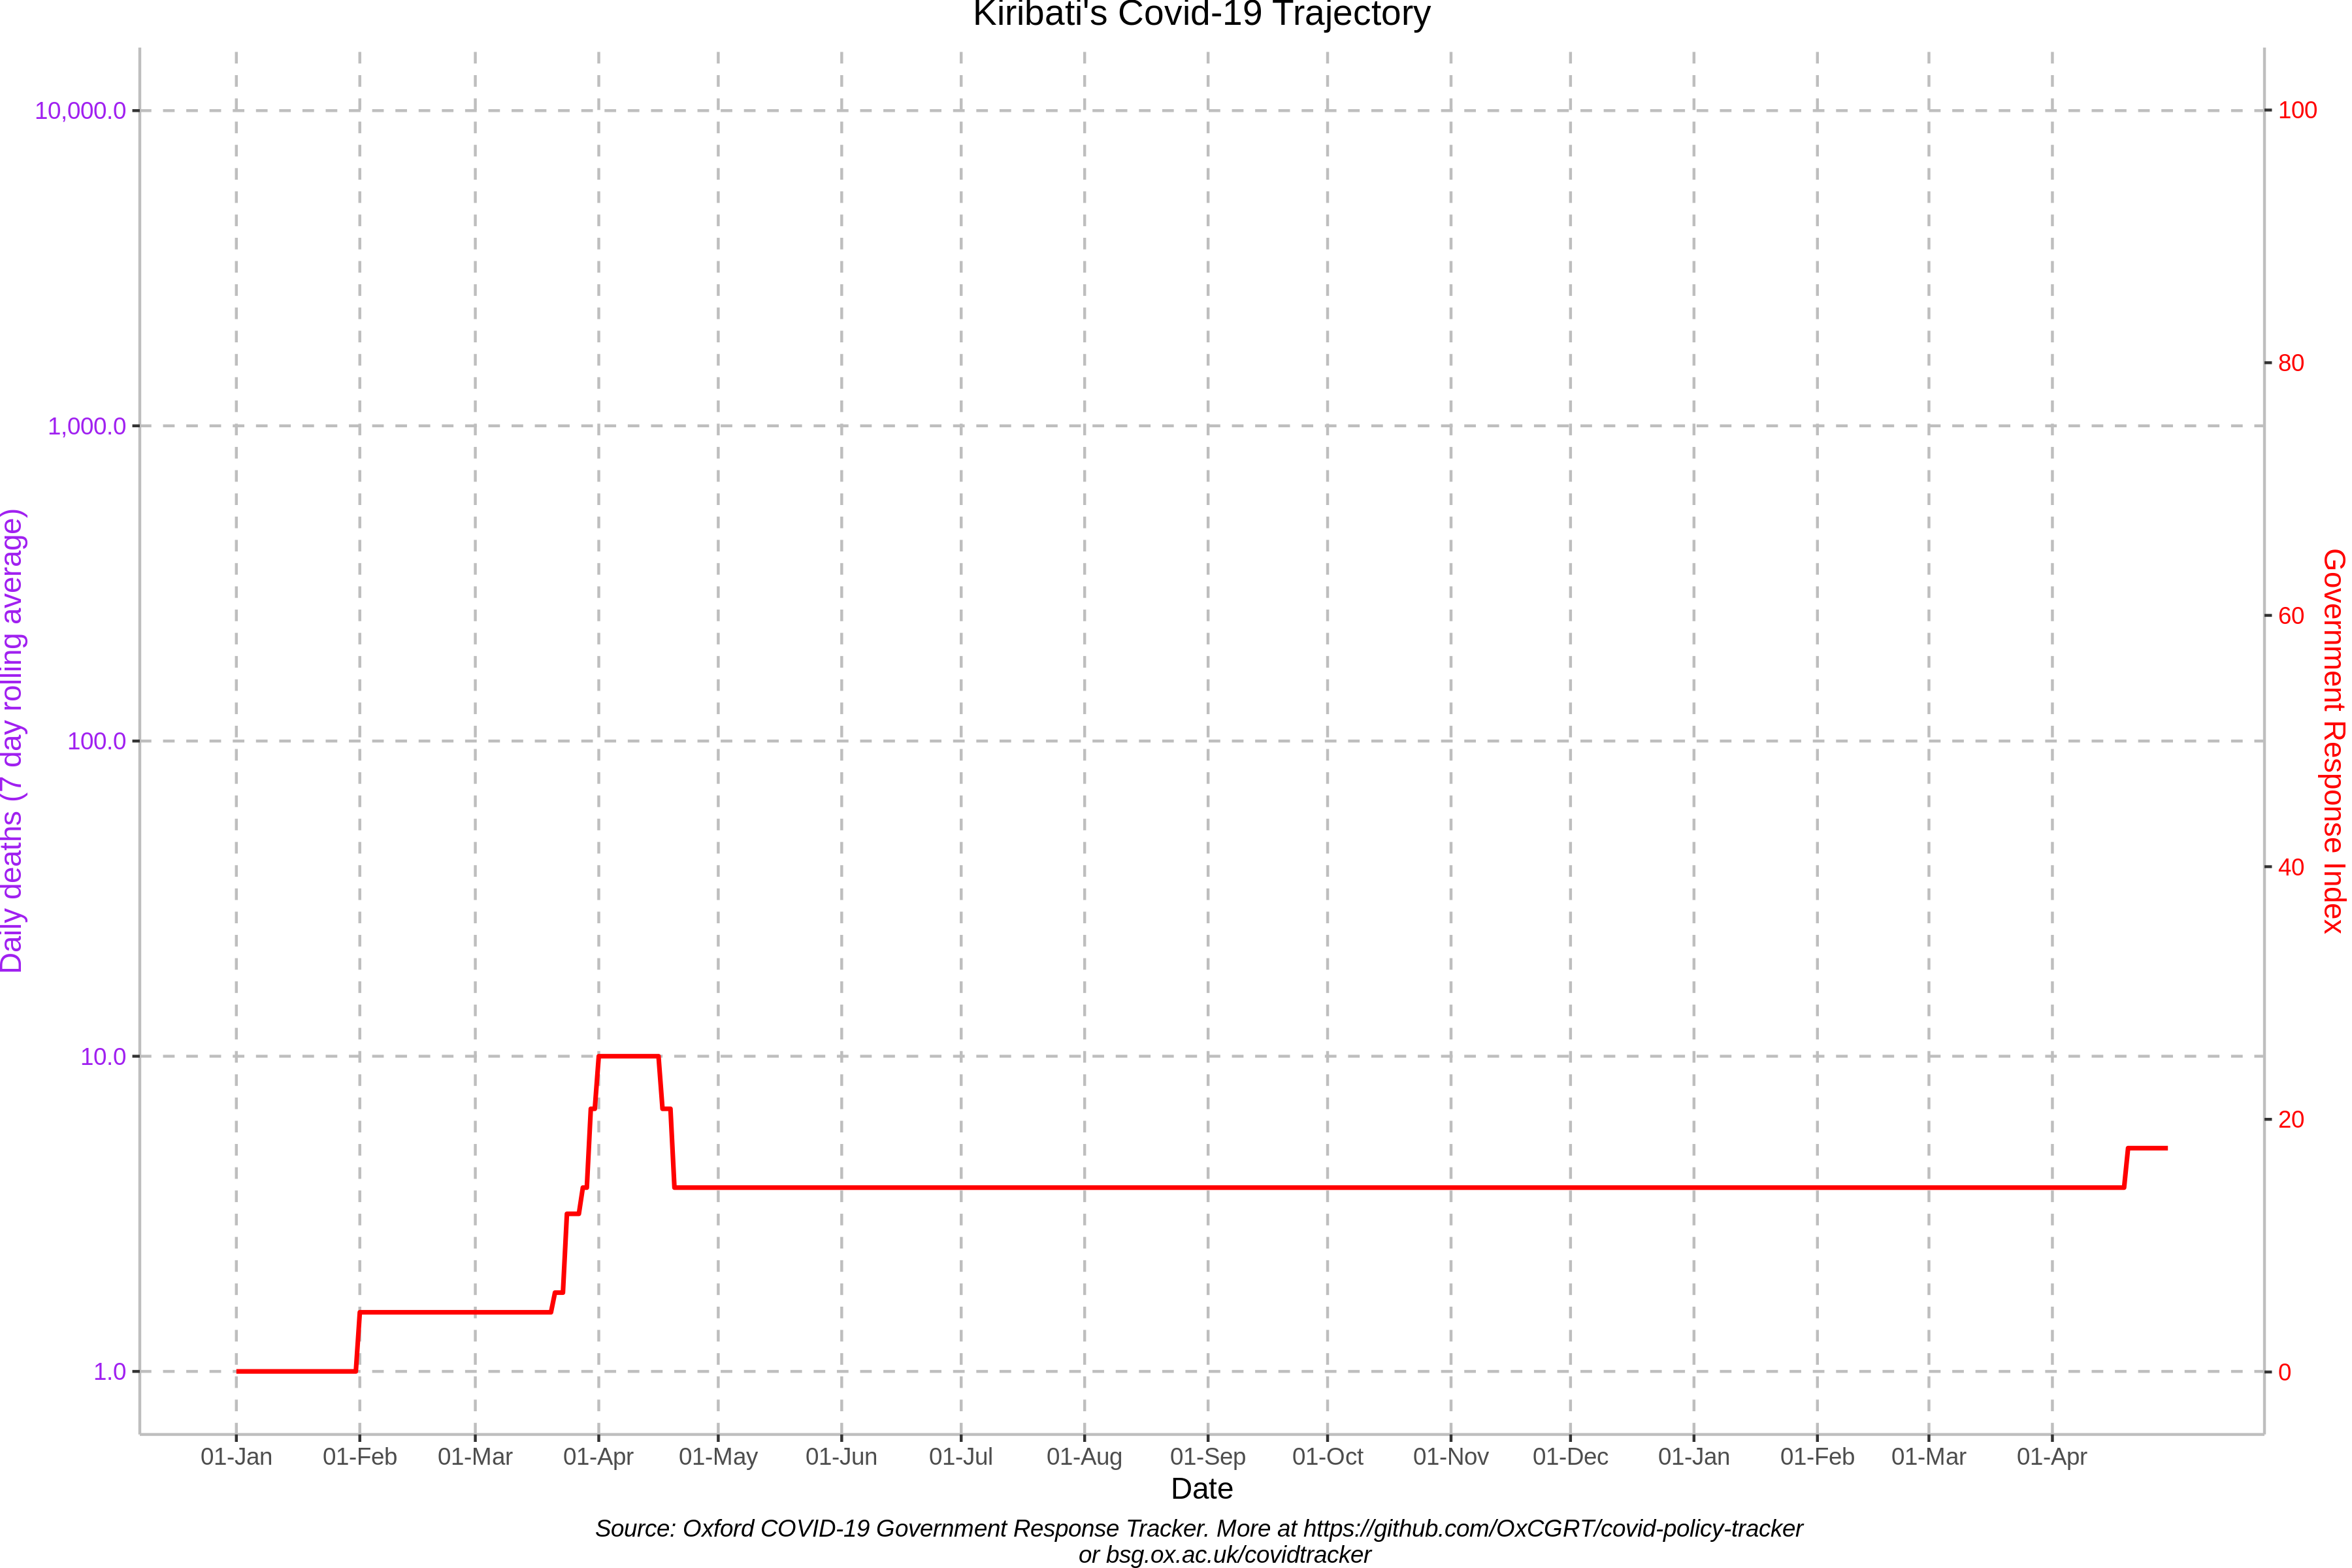 Kiribati's Covid-19 Trajectory
10,000.0
1,000.0
100.0
10.0
1.0
Daily deaths (7 day rolling average)
100
80
60
40
20
0
Government Response Index
01-Jan 01-Feb 01-Mar 01-Apr 01-May 01-Jun 01-Jul 01-Aug 01-Sep 01-Oct 01-Nov 01-Dec 01-Jan 01-Feb 01-Mar 01-Apr
Date
Source: Oxford COVID-19 Government Response Tracker. More at https://github.com/OxCGRT/covid-policy-tracker
or bsg.ox.ac.uk/covidtracker